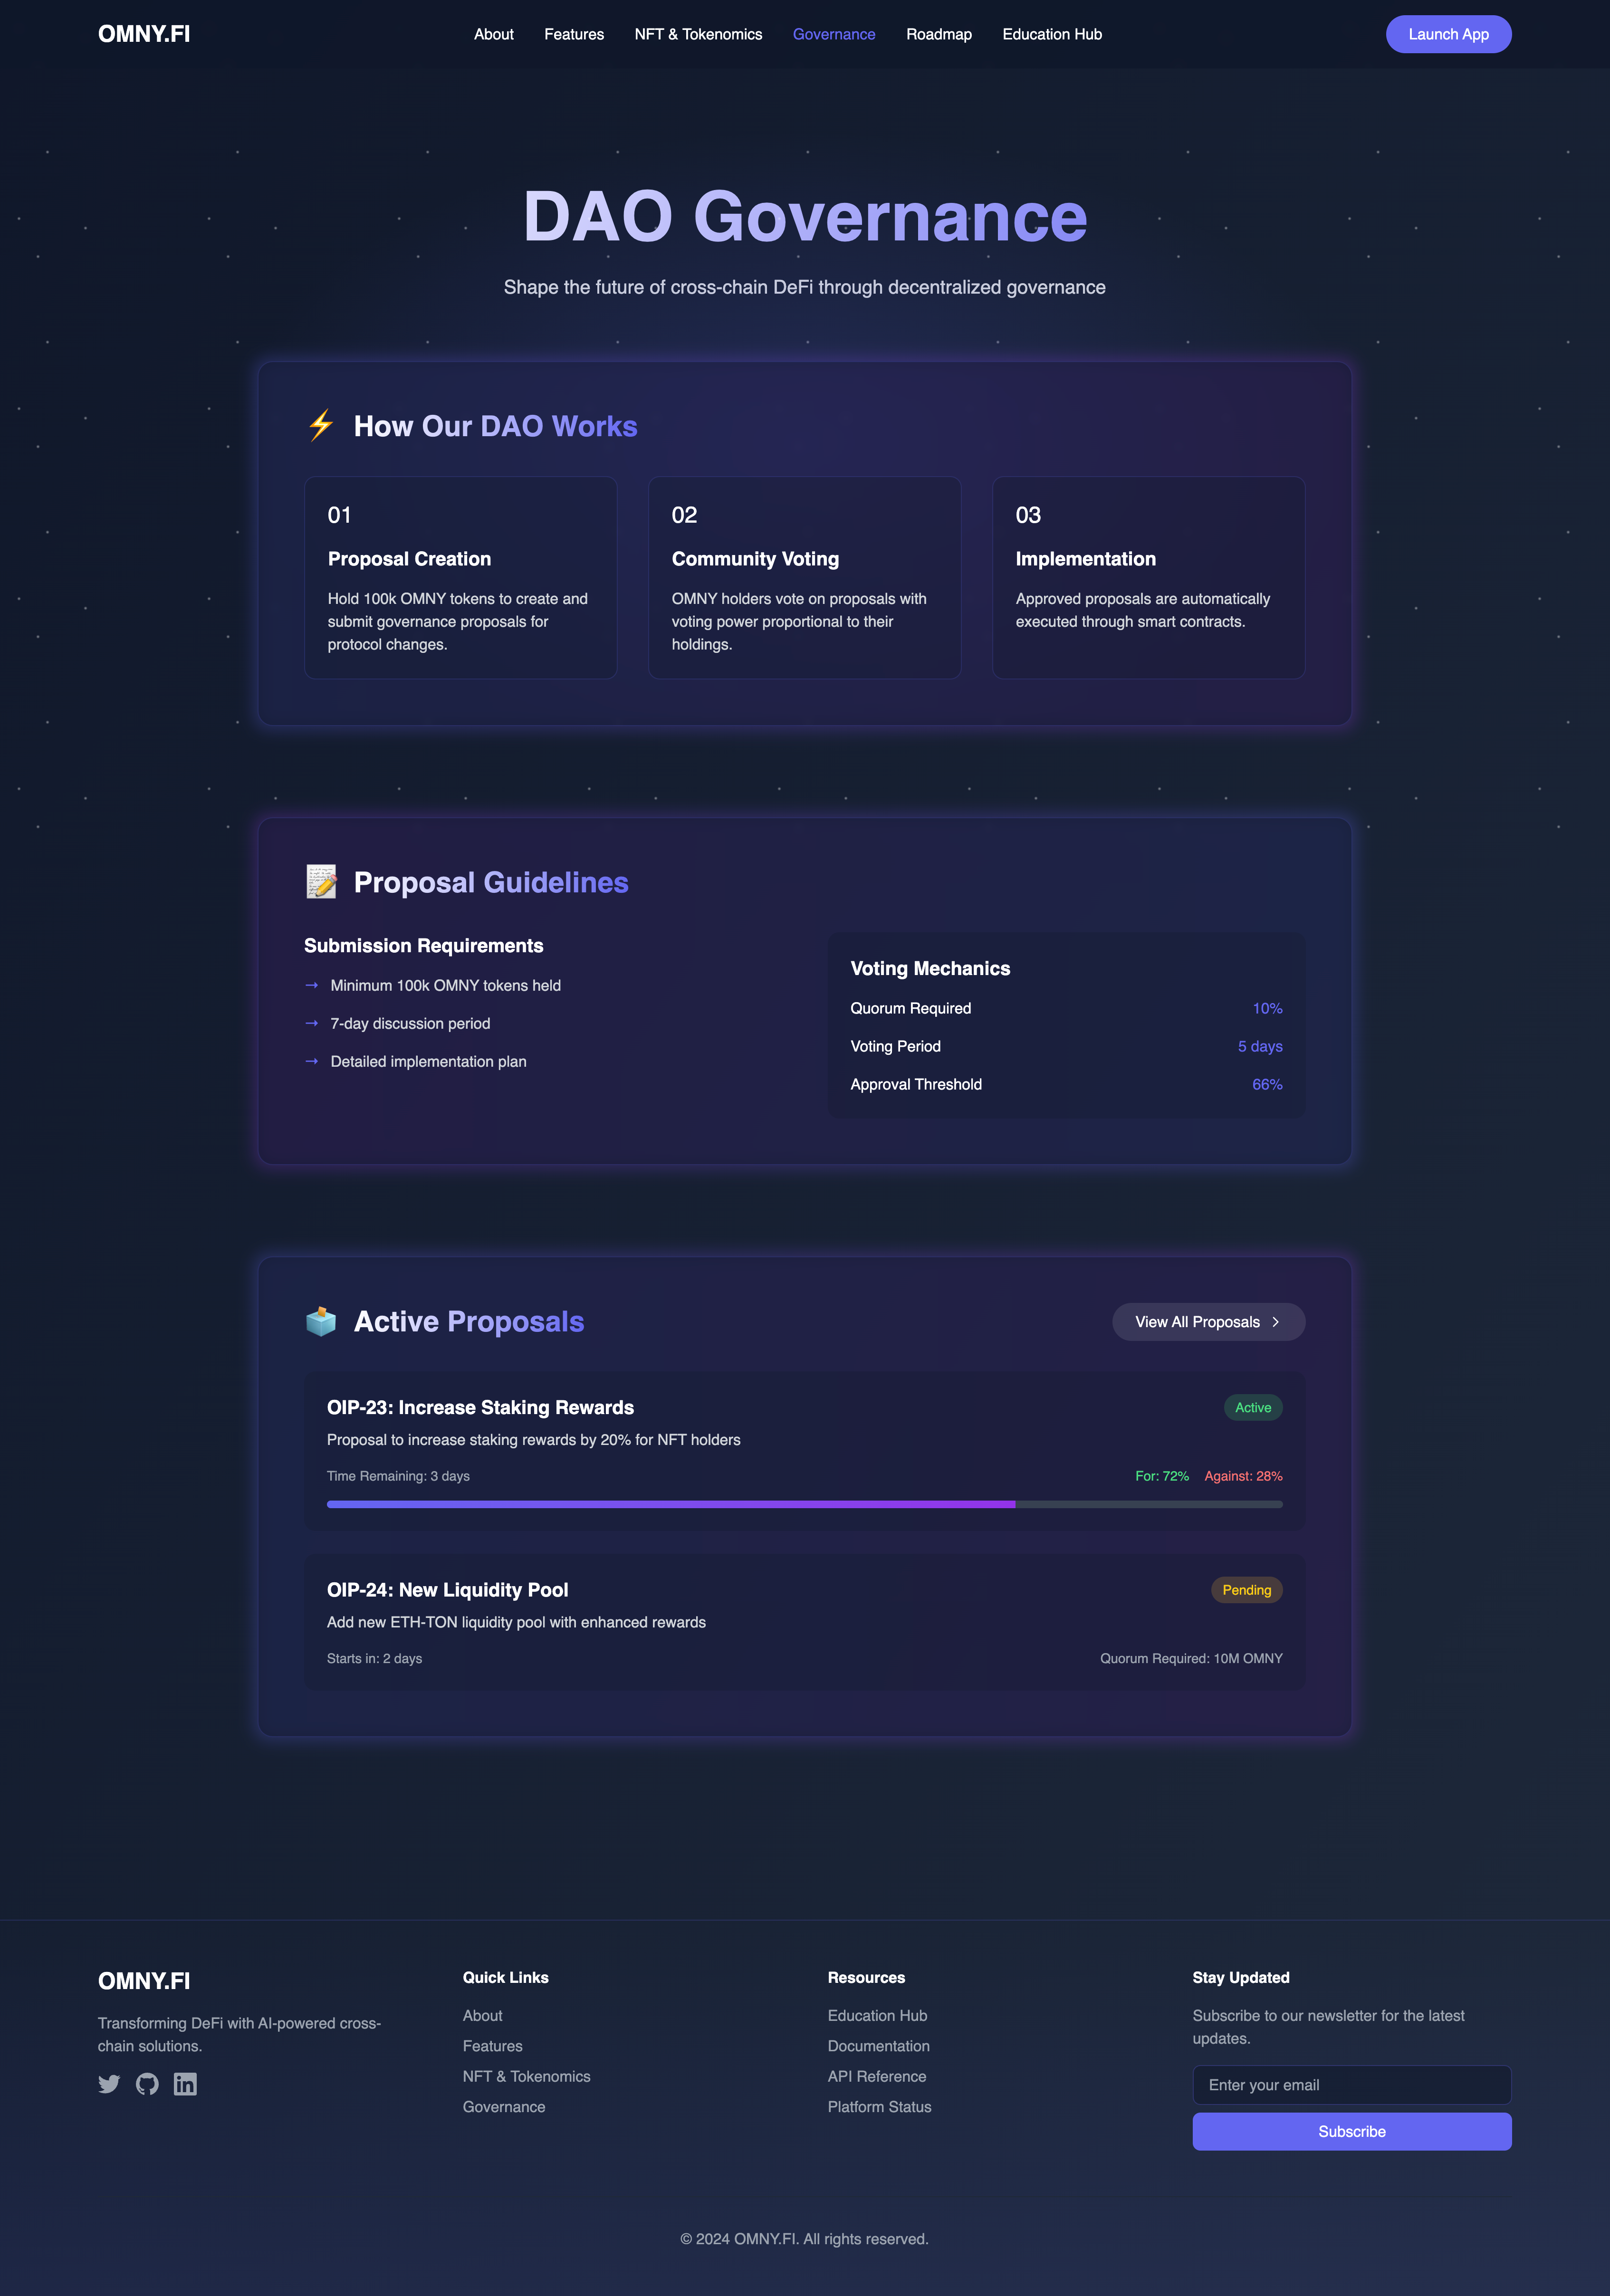 OMNY.FI
About
Features
NFT & Tokenomics
Governance
Roadmap
Education Hub
Launch App
DAO Governance
Shape the future of cross-chain DeFi through decentralized governance
How Our DAO Works
01
Proposal Creation
Hold 100k OMNY tokens to create and
submit governance proposals for
protocol changes.
02
Community Voting
OMNY holders vote on proposals with
voting power proportional to their
holdings.
03
Implementation
Approved proposals are automatically
executed through smart contracts.
Proposal Guidelines
Submission Requirements
→ Minimum 100k OMNY tokens held
→ 7-day discussion period
→ Detailed implementation plan
Voting Mechanics
Quorum Required 10%
Voting Period 5 days
Approval Threshold 66%
Active Proposals
View All Proposals
OIP-23: Increase Staking Rewards
Active
Proposal to increase staking rewards by 20% for NFT holders
Time Remaining: 3 days
For: 72% Against: 28%
OIP-24: New Liquidity Pool
Pending
Add new ETH-TON liquidity pool with enhanced rewards
Starts in: 2 days
Quorum Required: 10M OMNY
OMNY.FI
Transforming DeFi with AI-powered cross-
chain solutions.
Quick Links
About
Features
NFT & Tokenomics
Governance
Resources
Education Hub
Documentation
API Reference
Platform Status
Stay Updated
Subscribe to our newsletter for the latest
updates.
Enter your email
Subscribe
© 2024 OMNY.FI. All rights reserved.